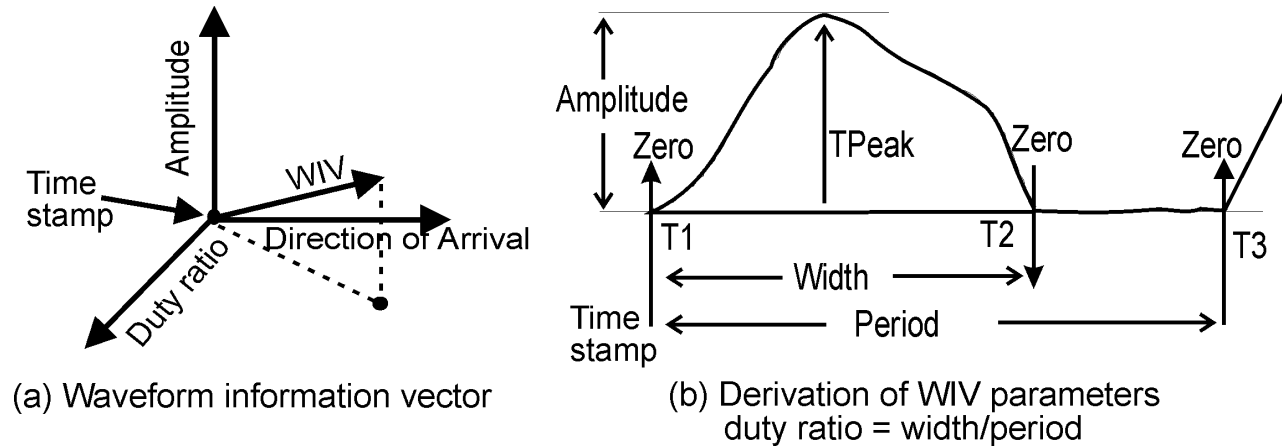 Amplitude
WIV
Time
stamp
Direction of Arrival
Duty ratio
(a) Waveform information vector
Amplitude
Zero
TPeak
Zero
Zero
T1
T2
T3
Width
Period
Time
stamp
(b) Derivation of WIV parameters
duty ratio = width/period